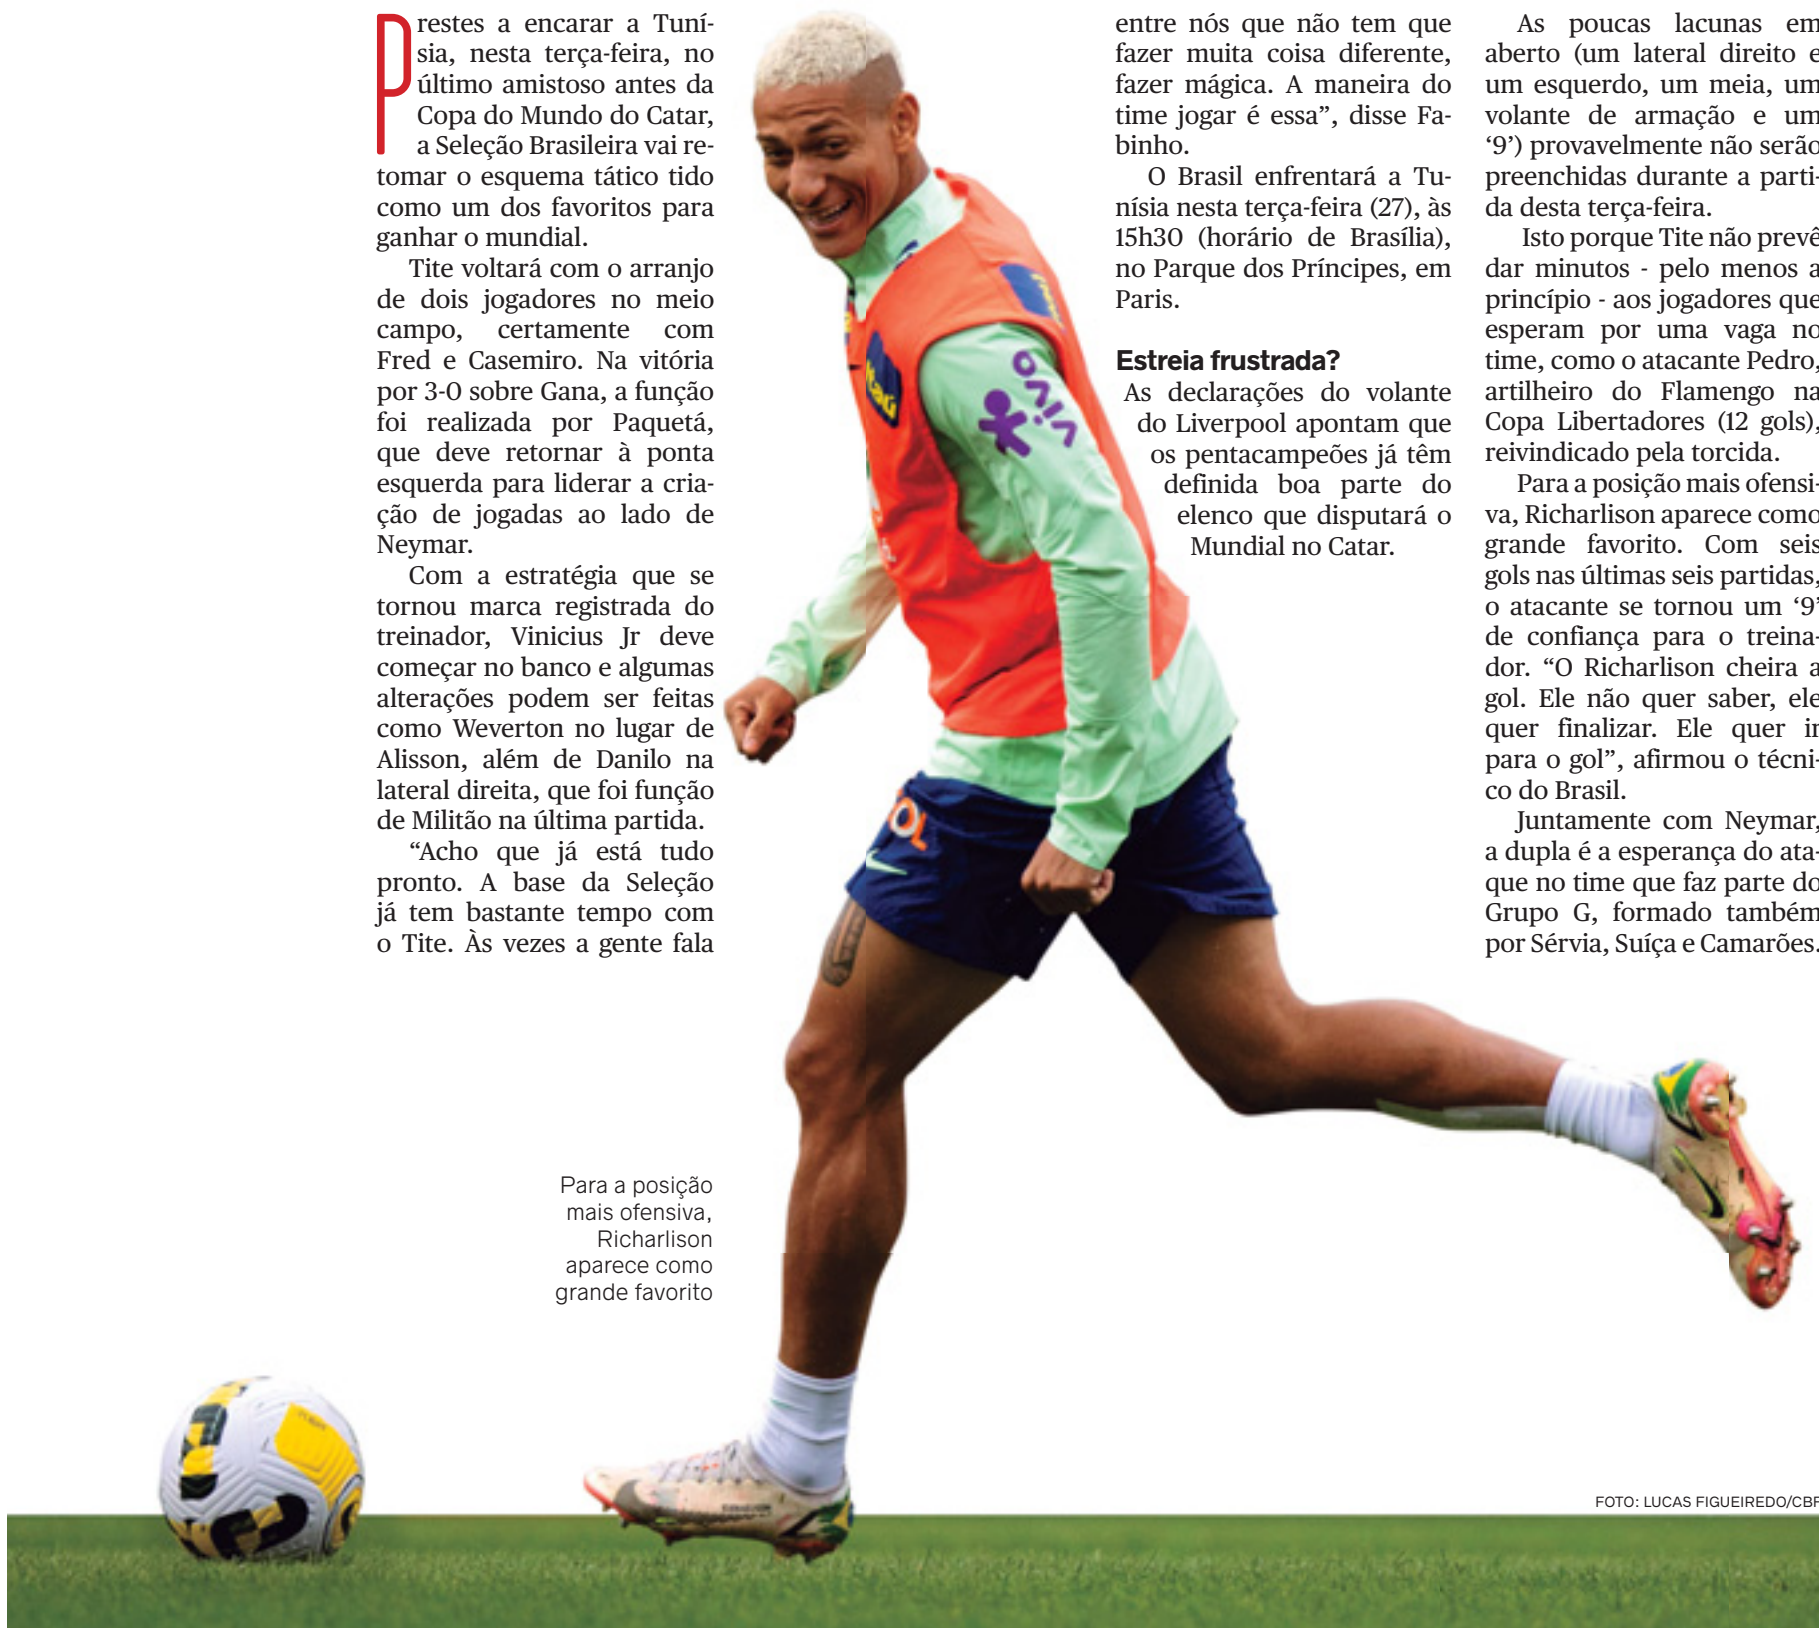 Prestes a encarar a Tuní-
sia, nesta terça-feira, no
último amistoso antes da
Copa do Mundo do Catar,
a Seleção Brasileira vai re-
tomar o esquema tático tido
como um dos favoritos para
ganhar o mundial.
Tite voltará com o arranjo
de dois jogadores no meio
campo, certamente com
Fred e Casemiro. Na vitória
por 3-0 sobre Gana, a função
foi realizada por Paquetá,
que deve retornar à ponta
esquerda para liderar a cria-
ção de jogadas ao lado de
Neymar.
Com a estratégia que se
tornou marca registrada do
treinador, Vinicius Jr deve
começar no banco e algumas
alterações podem ser feitas
como Weverton no lugar de
Alisson, além de Danilo na
lateral direita, que foi função
de Militão na última partida.
“Acho que já está tudo
pronto. A base da Seleção
já tem bastante tempo com
o Tite. Às vezes a gente fala
entre nós que não tem que
fazer muita coisa diferente,
fazer mágica. A maneira do
time jogar é essa”, disse Fa-
binho.
O Brasil enfrentará a Tu-
nísia nesta terça-feira (27), às
15h30 (horário de Brasília),
no Parque dos Príncipes, em
Paris.
Estreia frustrada?
As declarações do volante
do Liverpool apontam que
os pentacampeões já têm
definida boa parte do
elenco que disputará o
Mundial no Catar.
As poucas lacunas em
aberto (um lateral direito e
um esquerdo, um meia, um
volante de armação e um
‘9’) provavelmente não serão
preenchidas durante a parti-
da desta terça-feira.
Isto porque Tite não prevê
dar minutos - pelo menos a
princípio - aos jogadores que
esperam por uma vaga no
time, como o atacante Pedro,
artilheiro do Flamengo na
Copa Libertadores (12 gols),
reivindicado pela torcida.
Para a posição mais ofensi-
va, Richarlison aparece como
grande favorito. Com seis
gols nas últimas seis partidas,
o atacante se tornou um ‘9’
de confiança para o treina-
dor. “O Richarlison cheira a
gol. Ele não quer saber, ele
quer finalizar. Ele quer ir
para o gol”, afirmou o técni-
co do Brasil.
Juntamente com Neymar,
a dupla é a esperança do ata-
que no time que faz parte do
Grupo G, formado também
por Sérvia, Suíça e Camarões.
vivo
Itaú
Para a posição
mais ofensiva,
Richarlison
aparece como
grande favorito
FOTO: LUCAS FIGUEIREDO/CBF